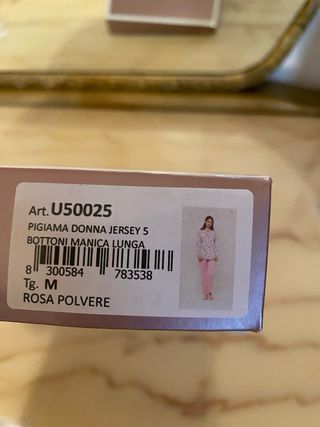 Art. U50025
PIGIAMA DONNA JERSEY 5
BOTTONI MANICA LUNGA
8 300584 783538
Tg. M
ROSA POLVERE